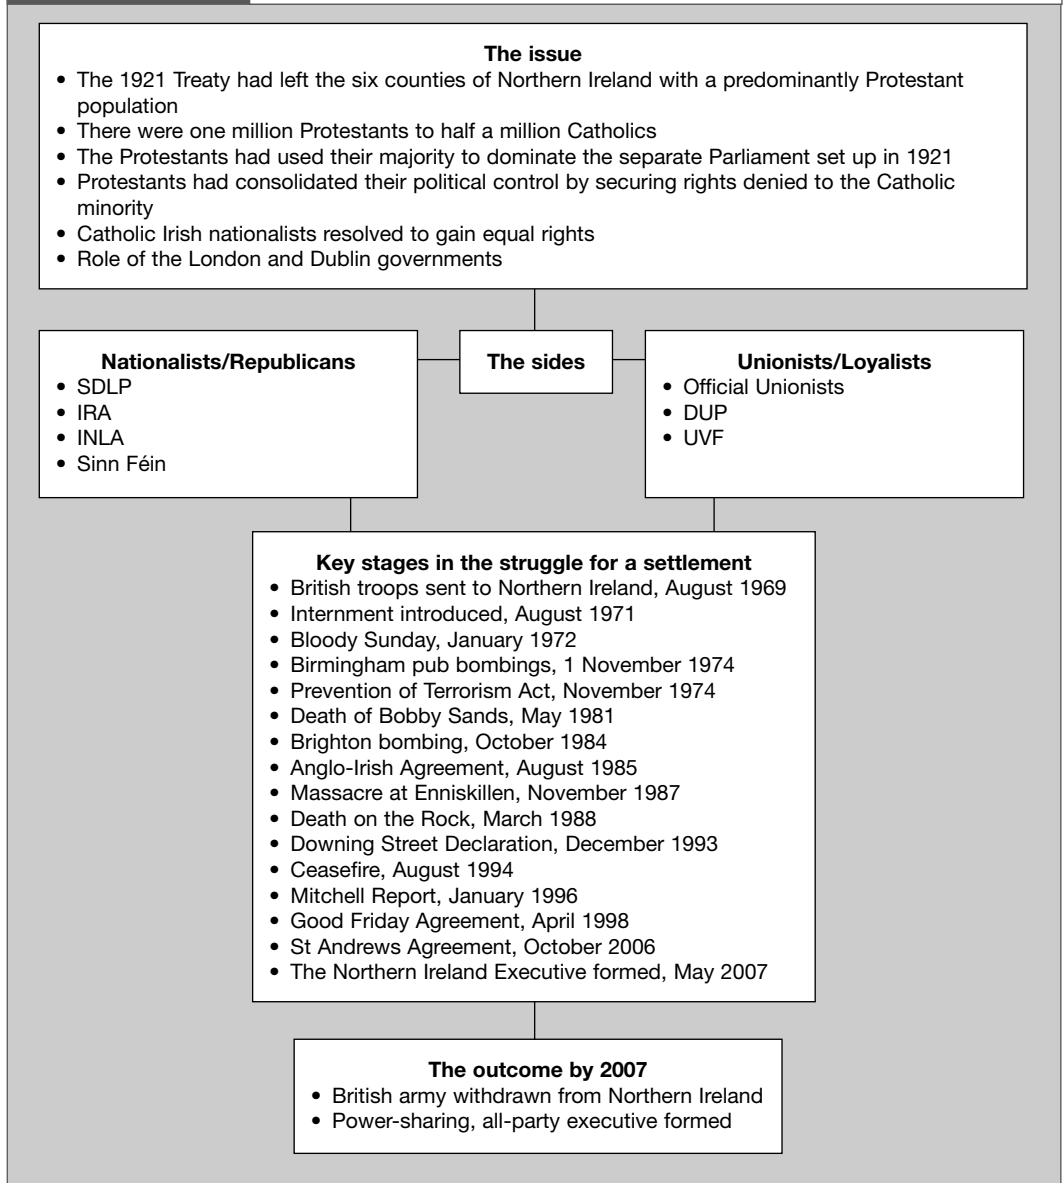 The issue
• The 1921 Treaty had left the six counties of Northern Ireland with a predominantly Protestant
population
• There were one million Protestants to half a million Catholics
• The Protestants had used their majority to dominate the separate Parliament set up in 1921
• Protestants had consolidated their political control by securing rights denied to the Catholic
minority
• Catholic Irish nationalists resolved to gain equal rights
• Role of the London and Dublin governments
Nationalists/Republicans
• SDLP
• IRA
• INLA
• Sinn Féin
The sides
Unionists/Loyalists
• Official Unionists
• DUP
• UVF
Key stages in the struggle for a settlement
• British troops sent to Northern Ireland, August 1969
• Internment introduced, August 1971
• Bloody Sunday, January 1972
• Birmingham pub bombings, 1 November 1974
• Prevention of Terrorism Act, November 1974
• Death of Bobby Sands, May 1981
• Brighton bombing, October 1984
• Anglo-Irish Agreement, August 1985
• Massacre at Enniskillen, November 1987
• Death on the Rock, March 1988
• Downing Street Declaration, December 1993
• Ceasefire, August 1994
• Mitchell Report, January 1996
• Good Friday Agreement, April 1998
• St Andrews Agreement, October 2006
• The Northern Ireland Executive formed, May 2007
The outcome by 2007
• British army withdrawn from Northern Ireland
• Power-sharing, all-party executive formed